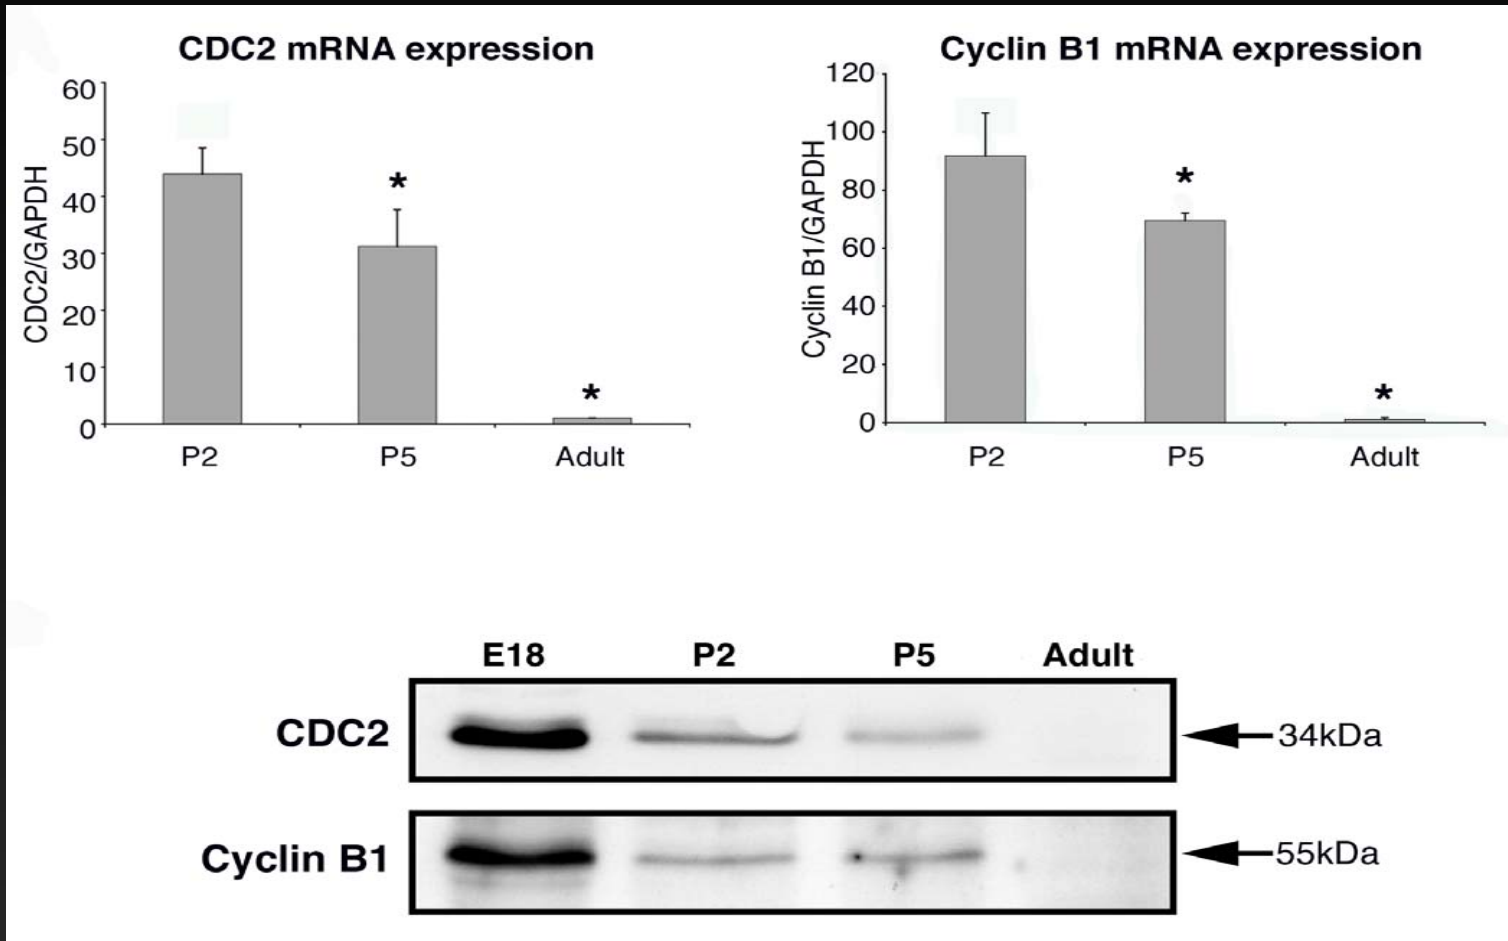 CDC2 mRNA expression
60
50
40
30
20
10
0
CDC2/GAPDH
*
*
P2 P5 Adult
Cyclin B1 mRNA expression
120
100
80
60
40
20
0
Cyclin B1/GAPDH
*
*
P2 P5 Adult
E18 P2 P5 Adult
CDC2 34kDa
Cyclin B1 55kDa